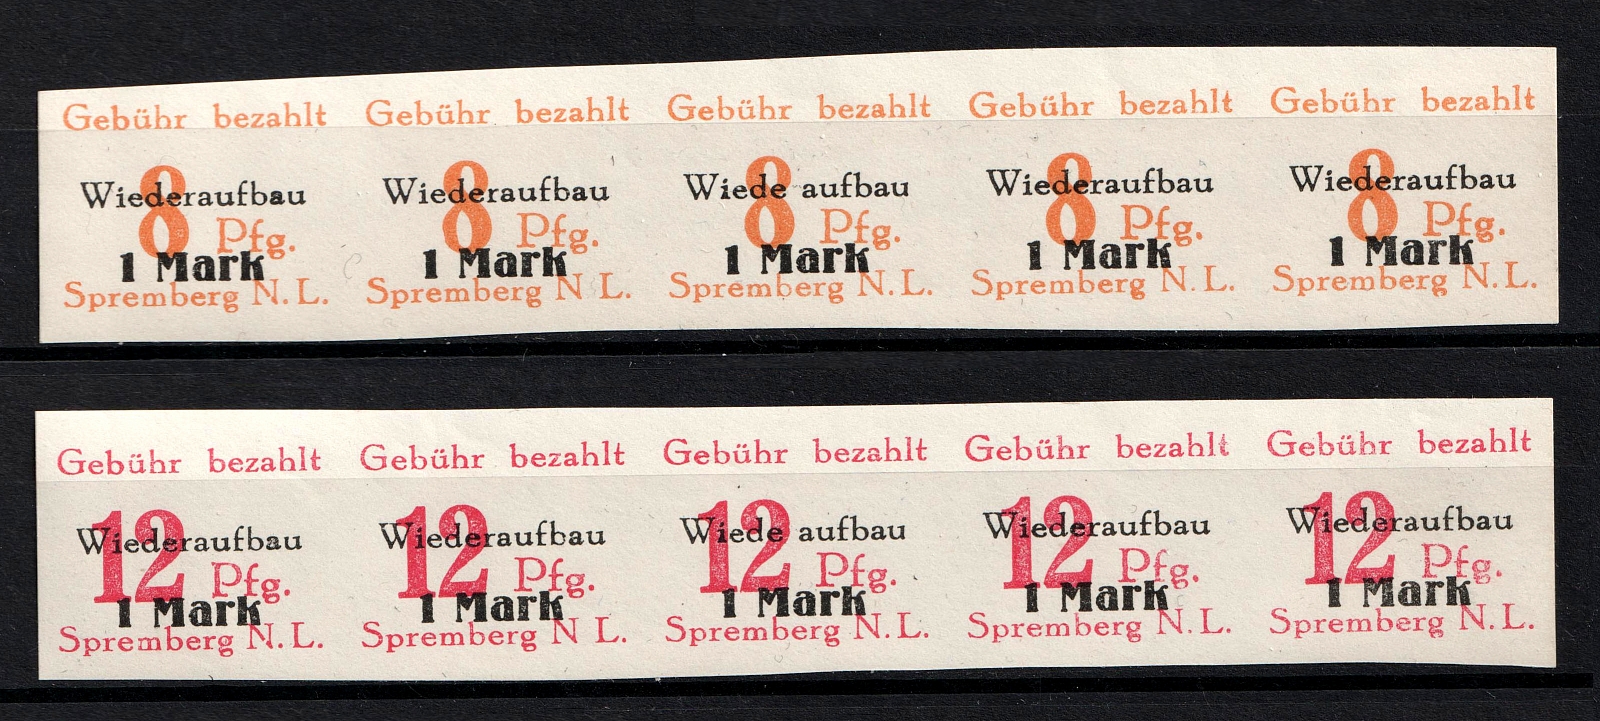 Gebühr bezahlt Gebühr bezahlt Gebühr bezahlt Gebühr bezahlt Gebühr bezahlt
8 8 8 8 8
Wiederaufbau Wiederaufbau Wiede aufbau Wiederaufbau Wiederaufbau
Pfg. Pfg. Pfg. Pfg. Pfg.
1 Mark 1 Mark 1 Mark 1 Mark 1 Mark
Spremberg N. L. Spremberg N L. Spremberg N. L. Spremberg N. L. Spremberg N. L.
Gebühr bezahlt Gebühr bezahlt Gebühr bezahlt Gebühr bezahlt Gebühr bezahlt
12 12 12 12 12
Wiederaufbau Wiederaufbau Wiede aufbau Wiederaufbau Wiederaufbau
Pfg. Pfg. Pfg. Pfg. Pfg.
1 Mark 1 Mark 1 Mark 1 Mark 1 Mark
Spremberg N. L. Spremberg N L. Spremberg N. L. Spremberg N. L. Spremberg N. L.